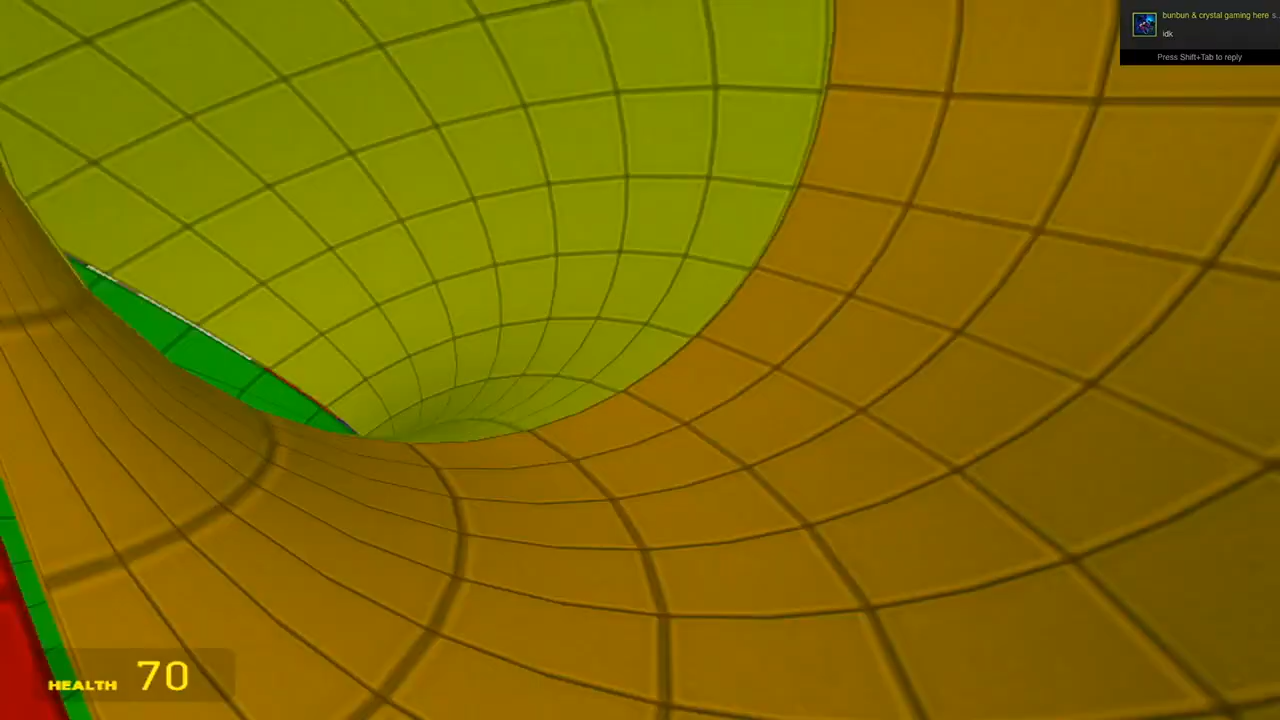 bunbun & crystal gaming here s...
idk
Press Shift+Tab to reply
HEALTH 70